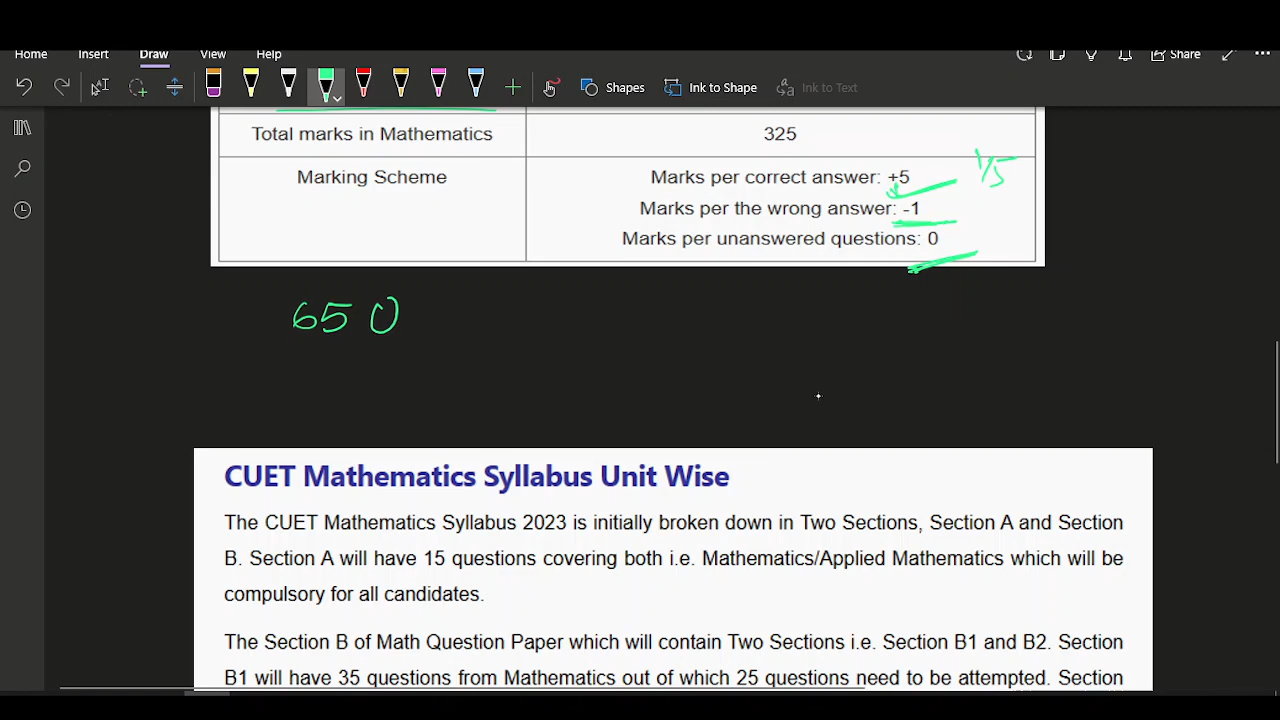 Home Insert Draw View Help Share
Shapes Ink to Shape Ink to Text
Total marks in Mathematics 325
Marking Scheme Marks per correct answer: +5
1/5
Marks per the wrong answer: -1
Marks per unanswered questions: 0
65 0
CUET Mathematics Syllabus Unit Wise
The CUET Mathematics Syllabus 2023 is initially broken down in Two Sections, Section A and Section
B. Section A will have 15 questions covering both i.e. Mathematics/Applied Mathematics which will be
compulsory for all candidates.
The Section B of Math Question Paper which will contain Two Sections i.e. Section B1 and B2. Section
B1 will have 35 questions from Mathematics out of which 25 questions need to be attempted. Section